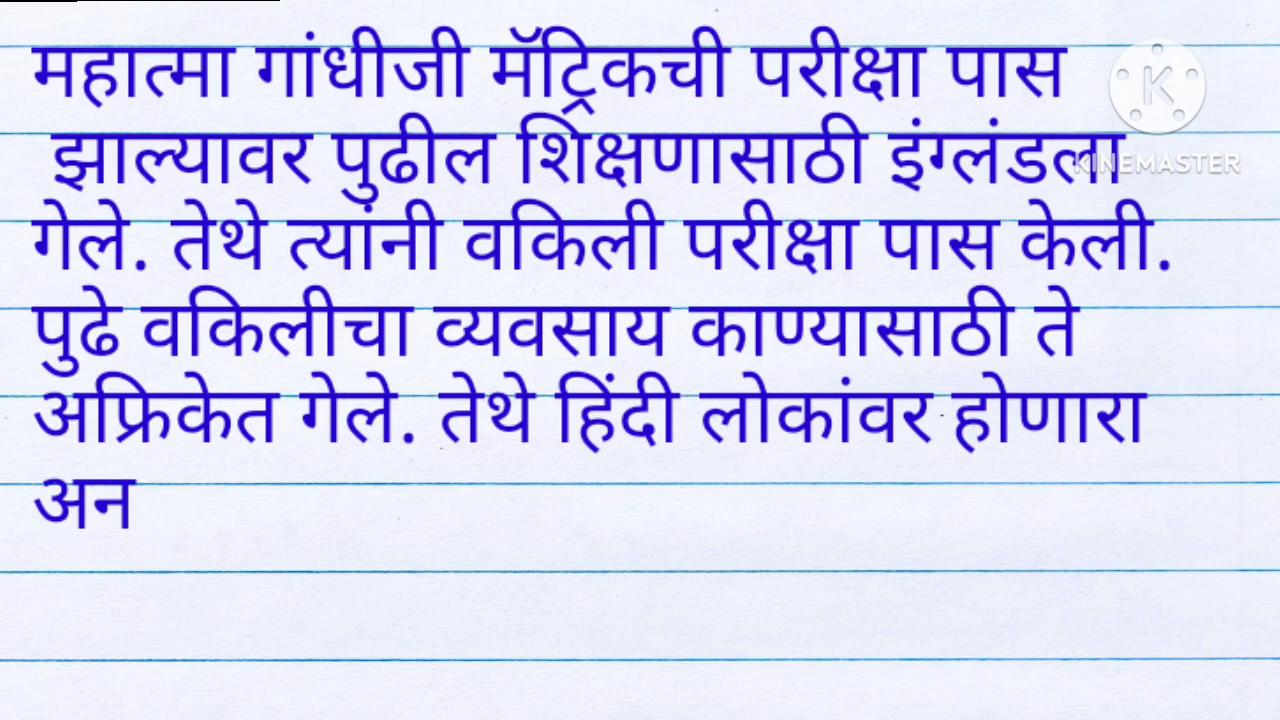 महात्मा गांधीजी मॅट्रिकची परीक्षा पास
झाल्यावर पुढील शिक्षणासाठी इंग्लंडला
गेले. तेथे त्यांनी वकिली परीक्षा पास केली.
पुढे वकिलीचा व्यवसाय काण्यासाठी ते
अफ्रिकेत गेले. तेथे हिंदी लोकांवर होणारा
अन
K
KINEMASTER